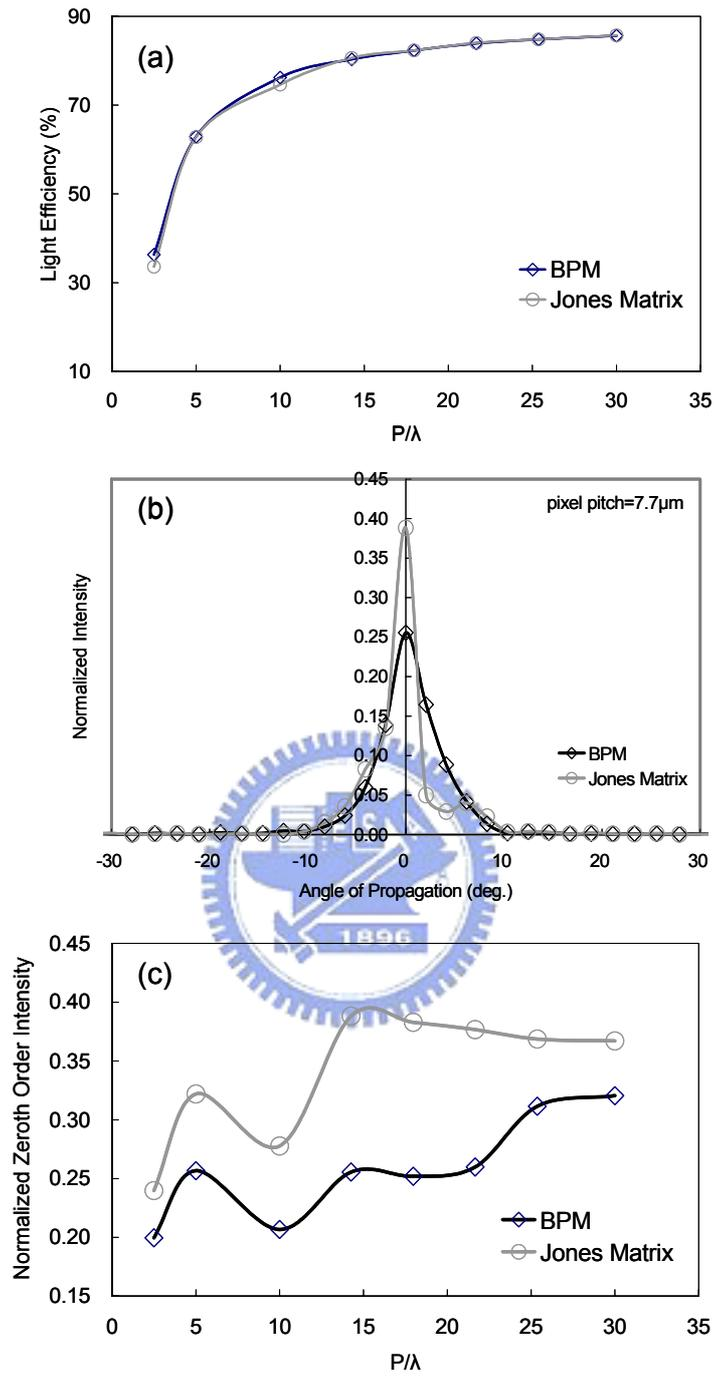 (a)
90
70
50
30
10
Light Efficiency (%)
BPM
Jones Matrix
0 5 10 15 20 25 30 35
P/λ
(b)
pixel pitch=7.7μm
0.45
0.40
0.35
0.30
0.25
0.20
0.15
0.10
0.05
0.00
Normalized Intensity
BPM
Jones Matrix
-30 -20 -10 0 10 20 30
Angle of Propagation (deg.)
1896
(c)
0.45
0.40
0.35
0.30
0.25
0.20
0.15
Normalized Zeroth Order Intensity
BPM
Jones Matrix
0 5 10 15 20 25 30 35
P/λ